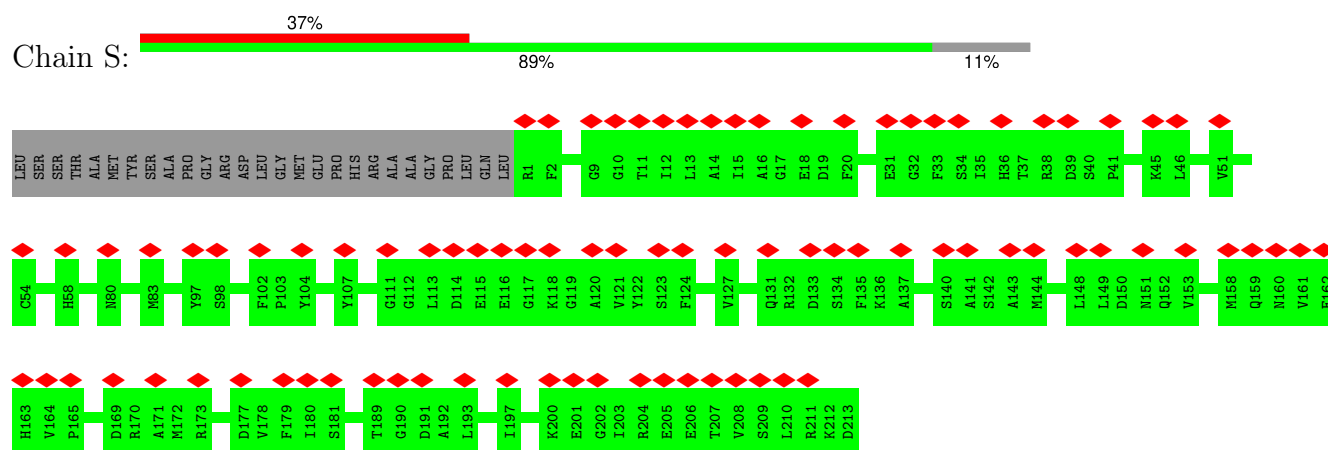 37%
Chain S:
89% 11%
LEU SER SER THR ALA MET TYR SER ALA PRO GLY ARG ASP LEU GLY MET GLU PRO HIS ARG ALA ALA GLY PRO LEU GLN LEU R1 F2 G9 G10 T11 I12 L13 A14 I15 A16 G17 E18 D19 F20 E31 G32 F33 S34 I35 H36 T37 R38 D39 S40 P41 K45 L46 V51
C54 H58 N80 M83 Y97 S98 F102 P103 Y104 Y107 G111 G112 L113 D114 E115 E116 G117 K118 G119 A120 V121 Y122 S123 F124 V127 Q131 R132 D133 S134 F135 K136 A137 S140 A141 S142 A143 M144 L148 L149 D150 N151 Q152 V153 M158 Q159 N160 V161 E162
H163 V164 P165 D169 R170 A171 M172 R173 D177 V178 F179 I180 S181 T189 G190 D191 A192 L193 I197 K200 E201 G202 I203 R204 E205 E206 T207 V208 S209 L210 R211 K212 D213